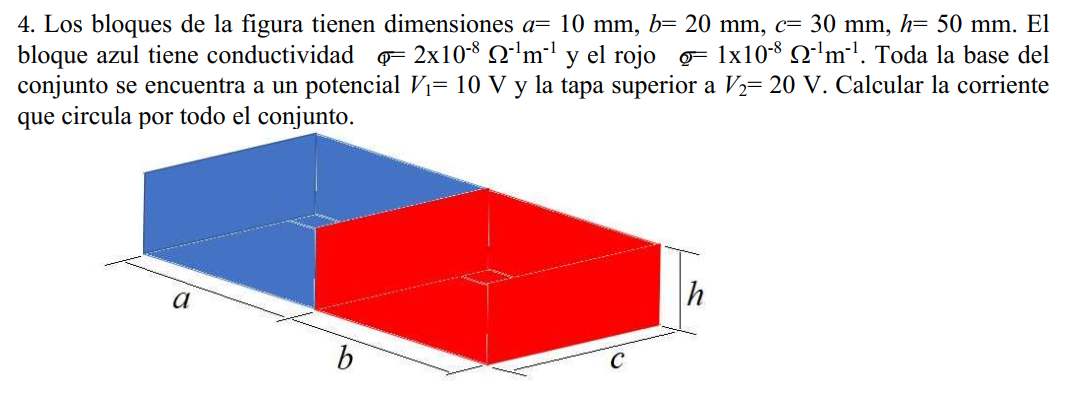 4. Los bloques de la figura tienen dimensiones a= 10 mm, b= 20 mm, c= 30 mm, h= 50 mm. El
bloque azul tiene conductividad σ= 2x10⁻⁸ Ω⁻¹m⁻¹ y el rojo σ= 1x10⁻⁸ Ω⁻¹m⁻¹. Toda la base del
conjunto se encuentra a un potencial V₁= 10 V y la tapa superior a V₂= 20 V. Calcular la corriente
que circula por todo el conjunto.
a
h
b
c